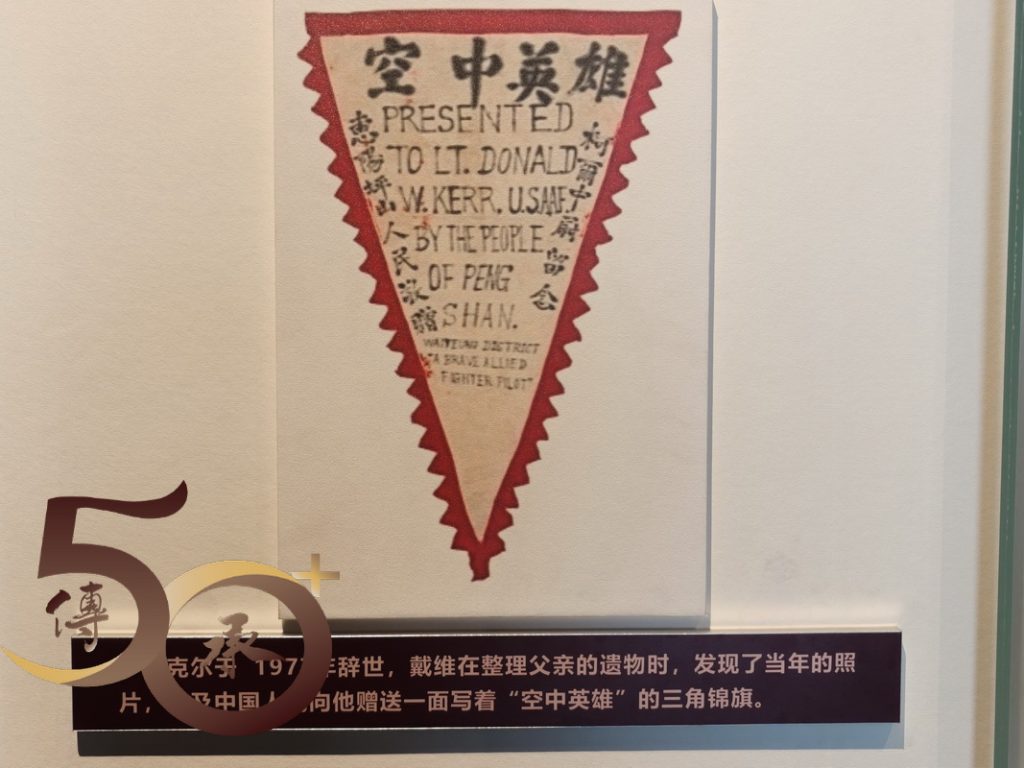 空中英雄
PRESENTED
TO LT. DONALD
W. KERR. U.S.A.A.F.
BY THE PEOPLE
OF PENG
SHAN.
WAIYEUNG DISTRICT
"A BRAVE ALLIED
FIGHTER PILOT"
柯爾中尉留念
惠陽坪山人民敬贈
50+
傳承
克尔于 197 年辞世，戴维在整理父亲的遗物时，发现了当年的照
片， 及中国人 向他赠送一面写着“空中英雄”的三角锦旗。